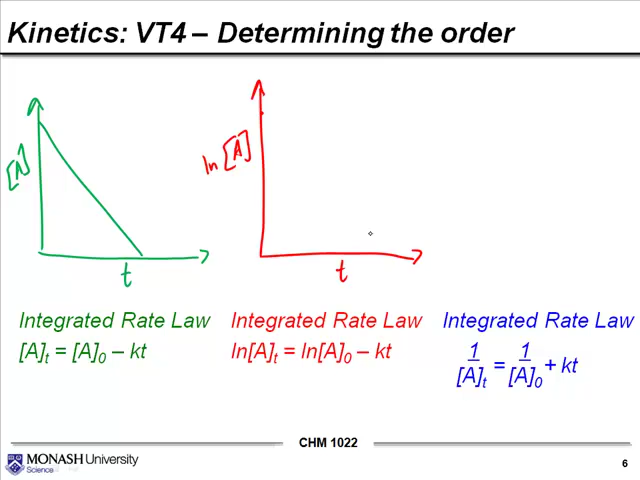 Kinetics: VT4 – Determining the order
[A]
t
ln [A]
t
Integrated Rate Law
[A]t = [A]0 – kt
Integrated Rate Law
ln[A]t = ln[A]0 – kt
Integrated Rate Law
1/[A]t = 1/[A]0 + kt
CHM 1022
MONASH University
Science
6